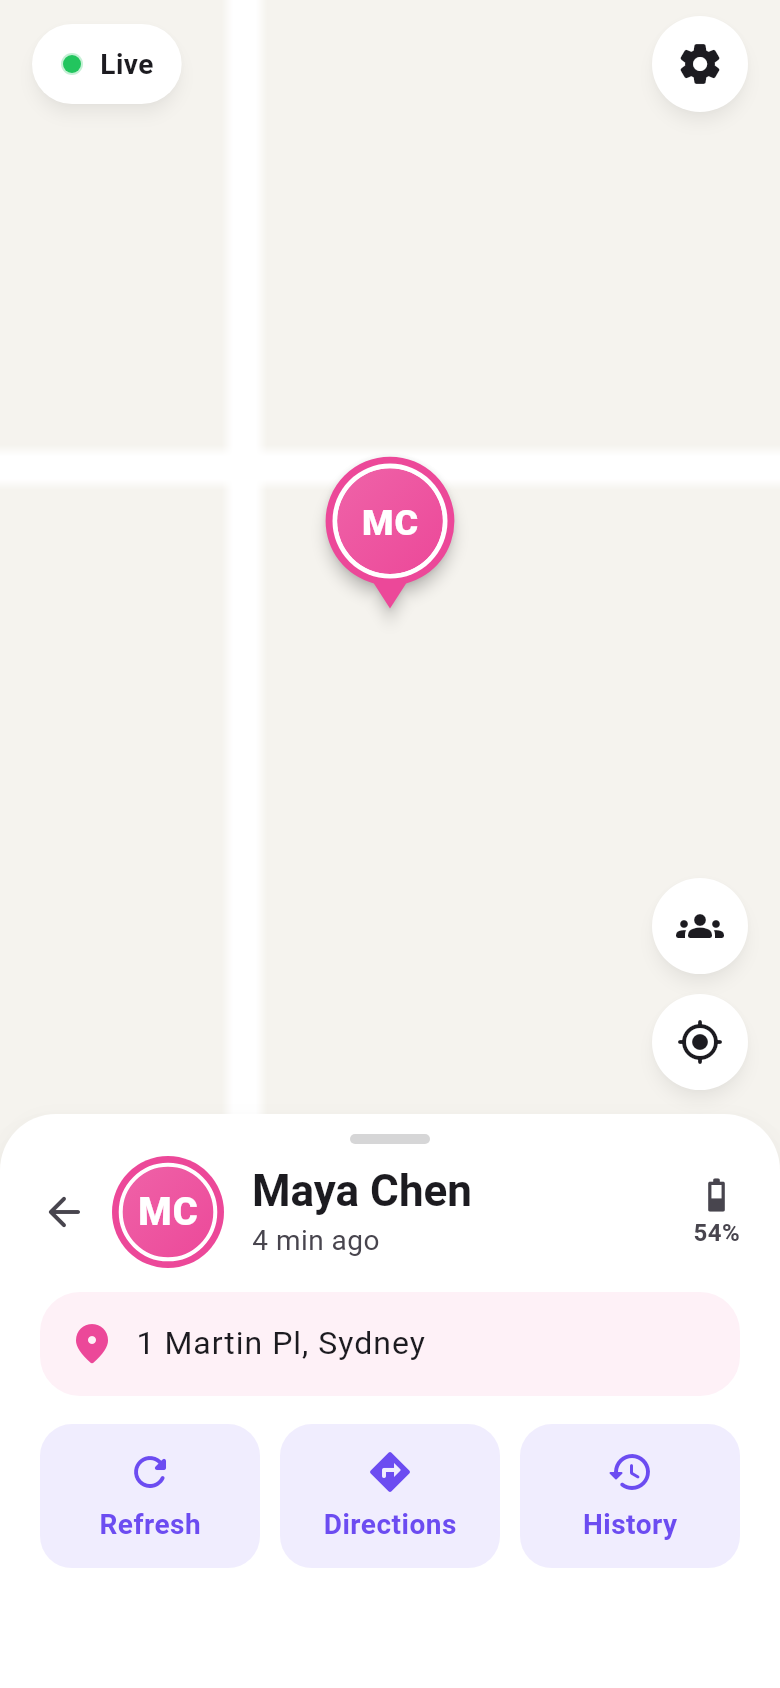 Live
MC
MC
Maya Chen
4 min ago
54%
1 Martin Pl, Sydney
Refresh
Directions
History